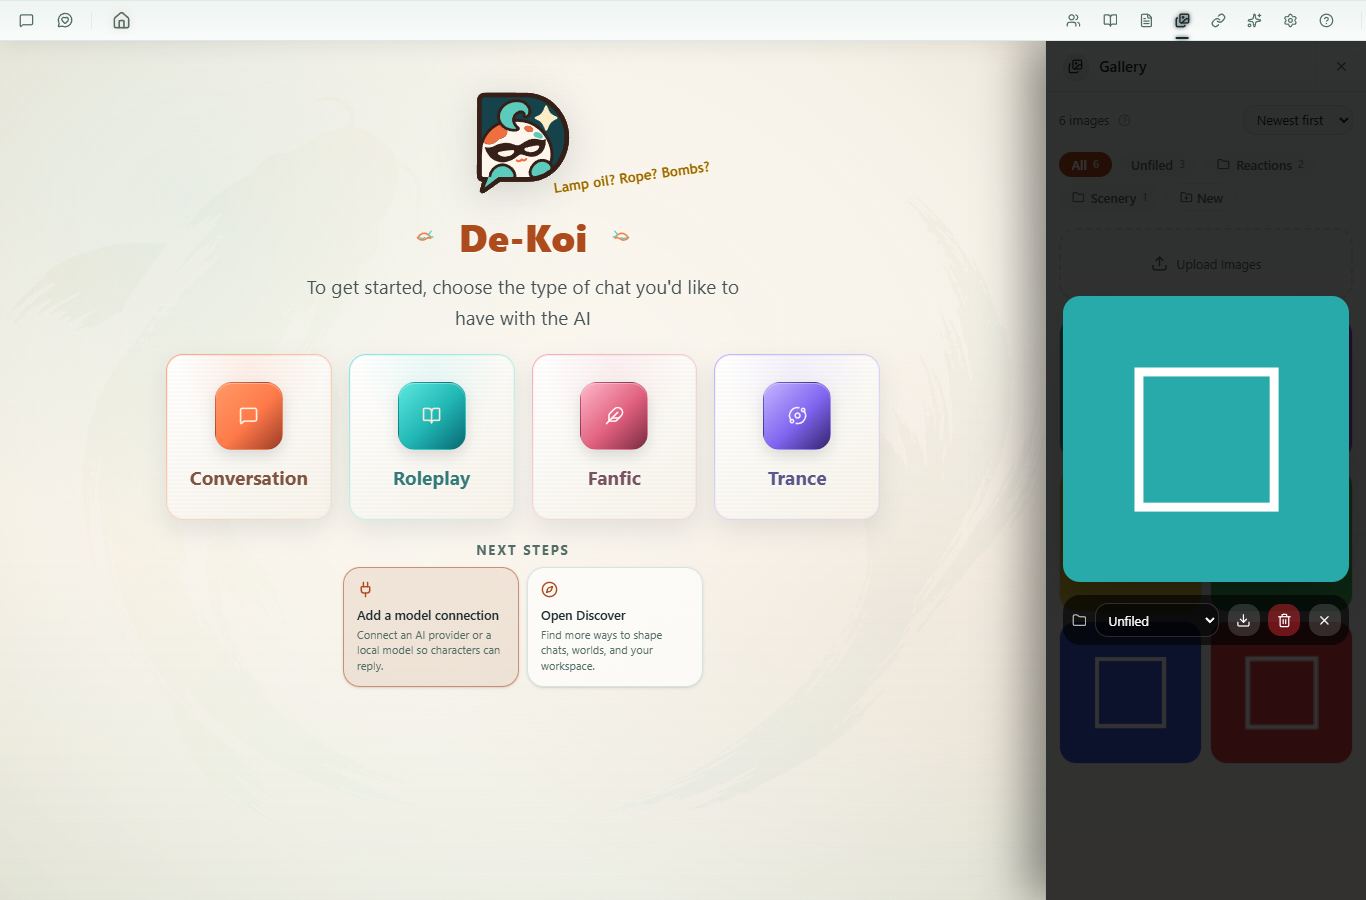 Gallery
6 images
Newest first
All 6
Unfiled 3
Reactions 2
Scenery 1
New
Upload Images
Unfiled
Lamp oil? Rope? Bombs?
De-Koi
To get started, choose the type of chat you'd like to
have with the AI
Conversation
Roleplay
Fanfic
Trance
NEXT STEPS
Add a model connection
Connect an AI provider or a
local model so characters can
reply.
Open Discover
Find more ways to shape
chats, worlds, and your
workspace.